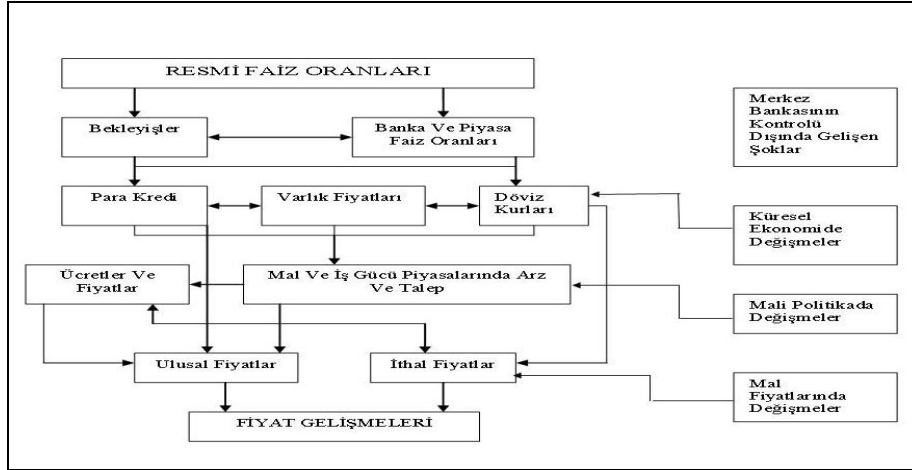 RESMİ FAİZ ORANLARI
Bekleyişler
Banka Ve Piyasa
Faiz Oranları
Para Kredi
Varlık Fiyatları
Döviz
Kurları
Ücretler Ve
Fiyatlar
Mal Ve İş Gücü Piyasalarında Arz
Ve Talep
Ulusal Fiyatlar
İthal Fiyatlar
FİYAT GELİŞMELERİ
Merkez
Bankasının
Kontrolü
Dışında Gelişen
Şoklar
Küresel
Ekonomide
Değişmeler
Mali Politikada
Değişmeler
Mal
Fiyatlarında
Değişmeler